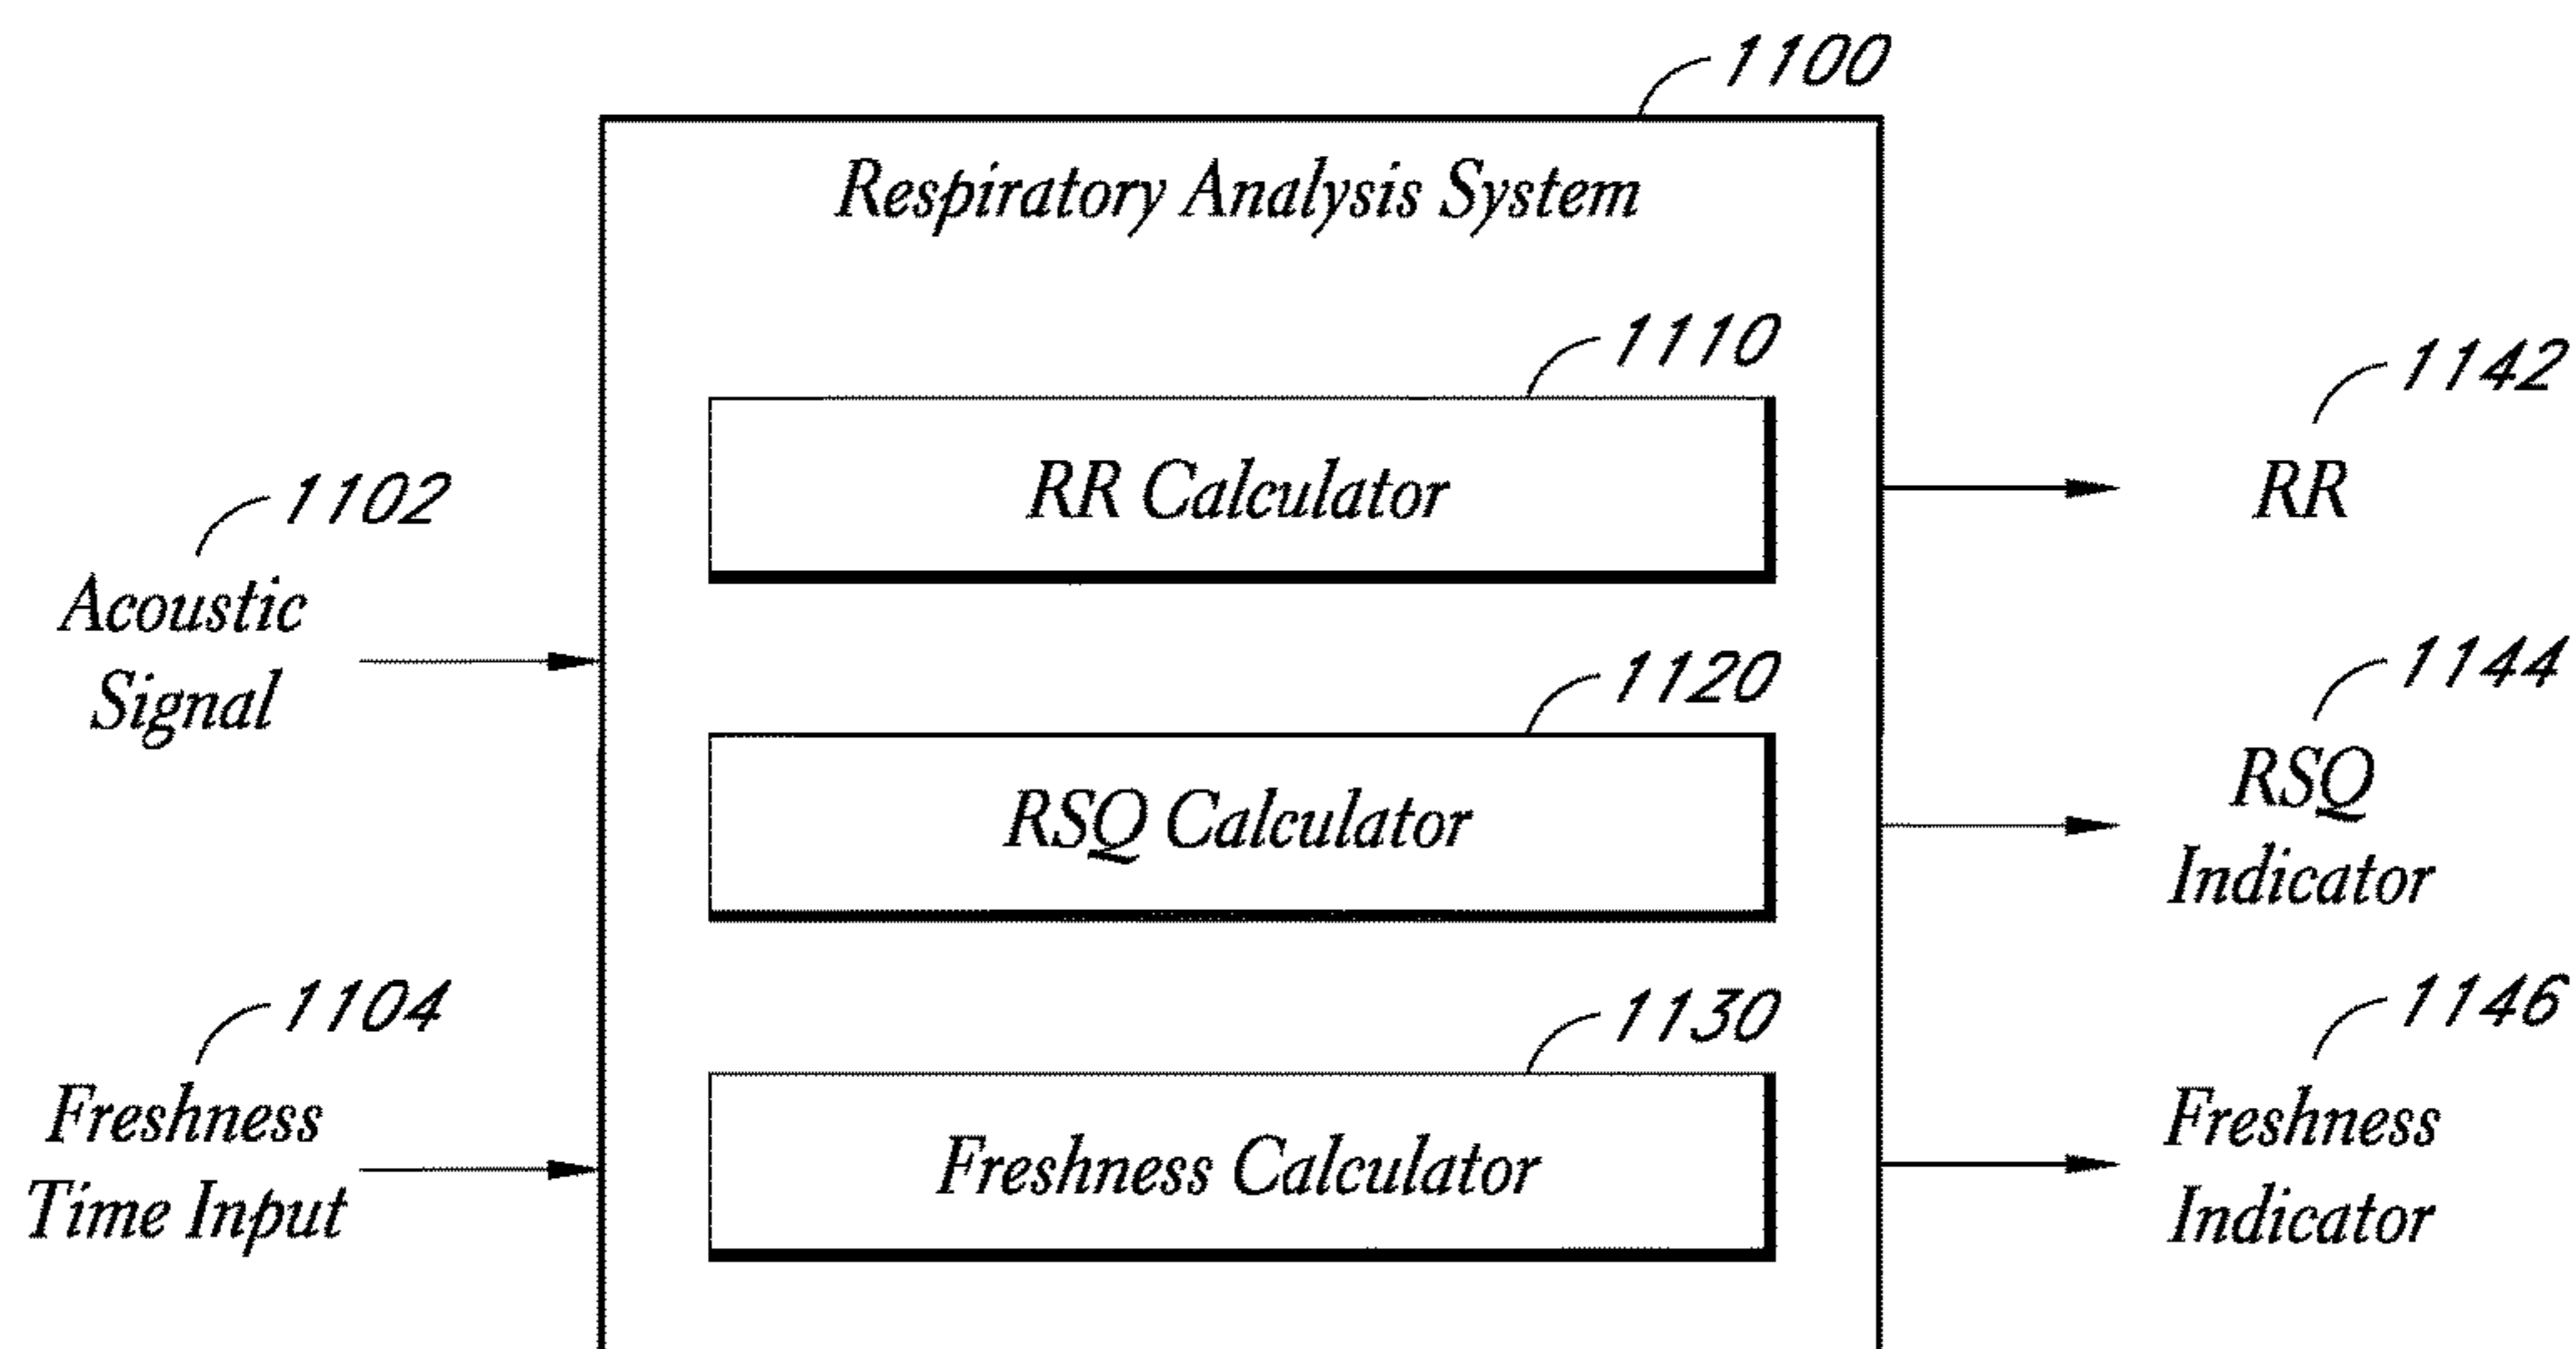 1100
Respiratory Analysis System
1110
RR Calculator
1120
RSQ Calculator
1130
Freshness Calculator
1102
Acoustic
Signal
1104
Freshness
Time Input
1142
RR
1144
RSQ
Indicator
1146
Freshness
Indicator